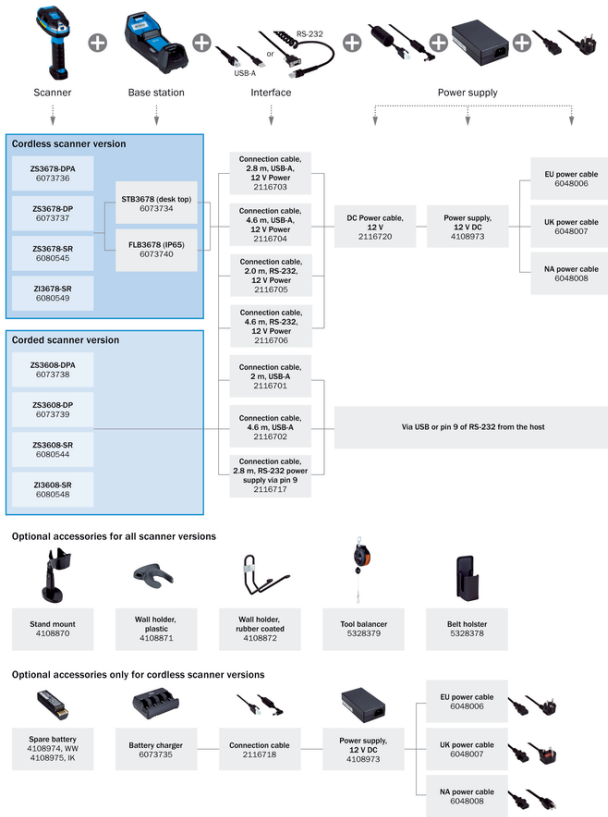 RS-232
or
USB-A
Scanner
Base station
Interface
Power supply
Cordless scanner version
ZS3678-DPA
6073736
ZS3678-DP
6073737
ZS3678-SR
6080545
ZI3678-SR
6080549
STB3678 (desk top)
6073734
FLB3678 (IP65)
6073740
Connection cable,
2.8 m, USB-A,
12 V Power
2116703
Connection cable,
4.6 m, USB-A,
12 V Power
2116704
Connection cable,
2.0 m, RS-232,
12 V Power
2116705
Connection cable,
4.6 m, RS-232,
12 V Power
2116706
DC Power cable,
12 V
2116720
Power supply,
12 V DC
4108973
EU power cable
6048006
UK power cable
6048007
NA power cable
6048008
Corded scanner version
ZS3608-DPA
6073738
ZS3608-DP
6073739
ZS3608-SR
6080544
ZI3608-SR
6080548
Connection cable,
2 m, USB-A
2116701
Connection cable,
4.6 m, USB-A
2116702
Connection cable,
2.8 m, RS-232 power
supply via pin 9
2116717
Via USB or pin 9 of RS-232 from the host
Optional accessories for all scanner versions
Stand mount
4108870
Wall holder,
plastic
4108871
Wall holder,
rubber coated
4108872
Tool balancer
5328379
Belt holster
5328378
Optional accessories only for cordless scanner versions
Spare battery
4108974, WW
4108975, IK
Battery charger
6073735
Connection cable
2116718
Power supply,
12 V DC
4108973
EU power cable
6048006
UK power cable
6048007
NA power cable
6048008